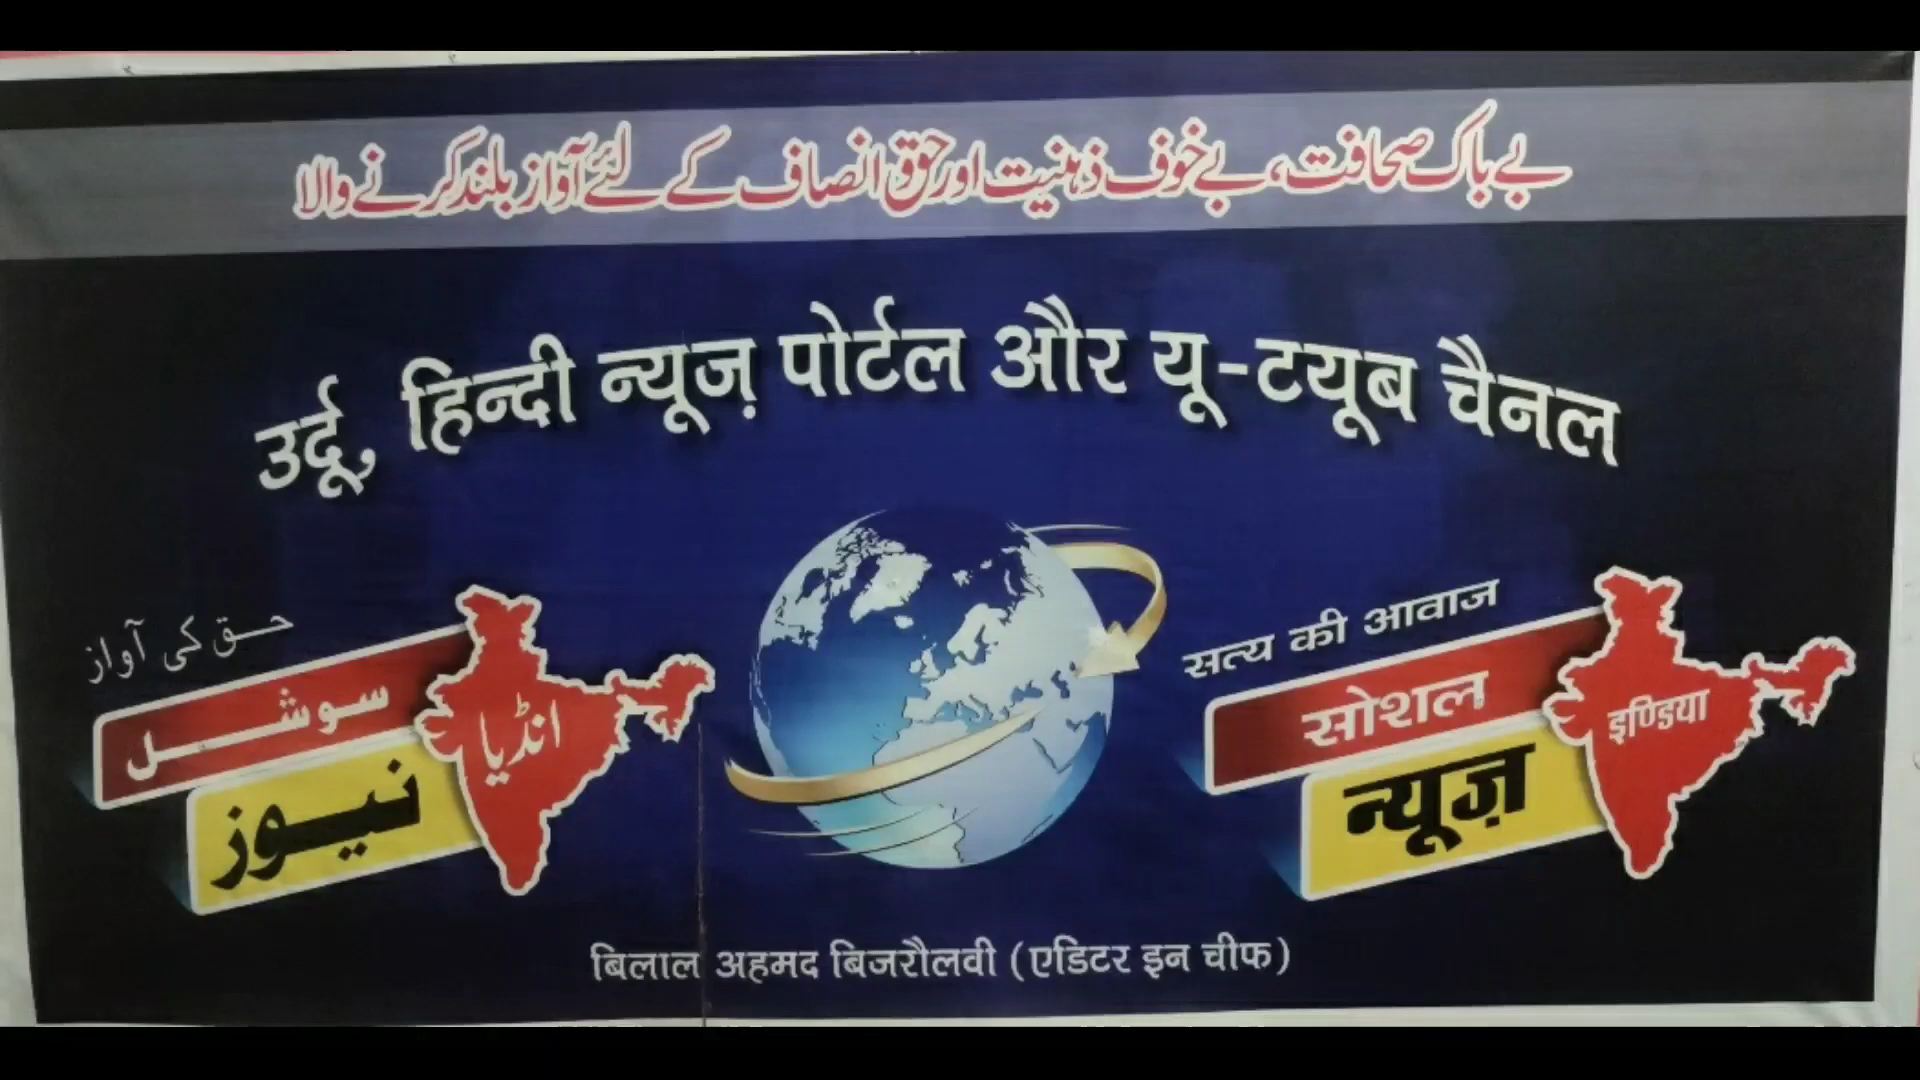 بے باک صحافت، بے خوف ذہنیت اور حق انصاف کے لئے آواز بلند کرنے والا
उर्दू, हिन्दी न्यूज़ पोर्टल और यू-टयूब चैनल
حق کی آواز
سوشل
نیوز
انڈیا
सत्य की आवाज
सोशल
न्यूज़
इण्डिया
बिलाल अहमद बिजरौलवी (एडिटर इन चीफ)